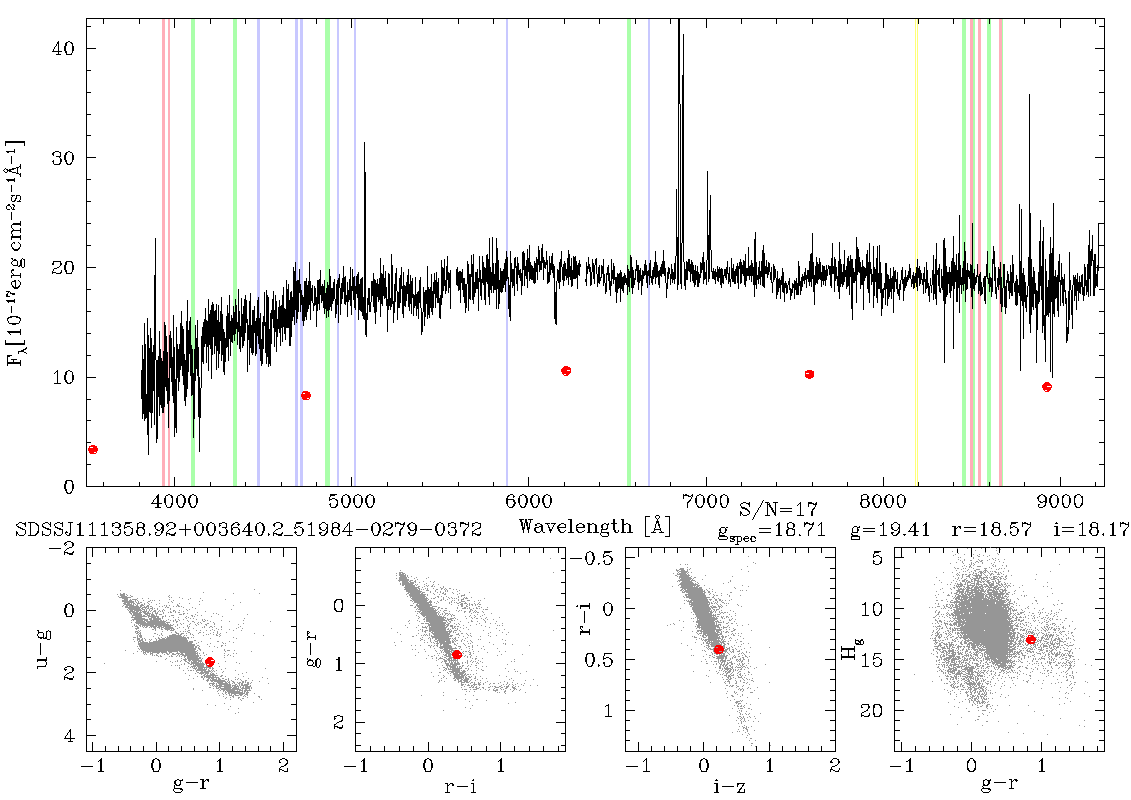 40
30
20
10
0
F_λ[10⁻¹⁷erg cm⁻²s⁻¹Å⁻¹]
4000 5000 6000 7000 8000 9000
S/N=17
SDSSJ111358.92+003640.2_51984-0279-0372
Wavelength [Å]
g_spec=18.71 g=19.41 r=18.57 i=18.17
−2
0
2
4
u−g
−1 0 1 2
g−r
0
1
2
g−r
−1 0 1 2
r−i
−0.5
0
0.5
1
r−i
−1 0 1 2
i−z
5
10
15
20
H_g
−1 0 1
g−r